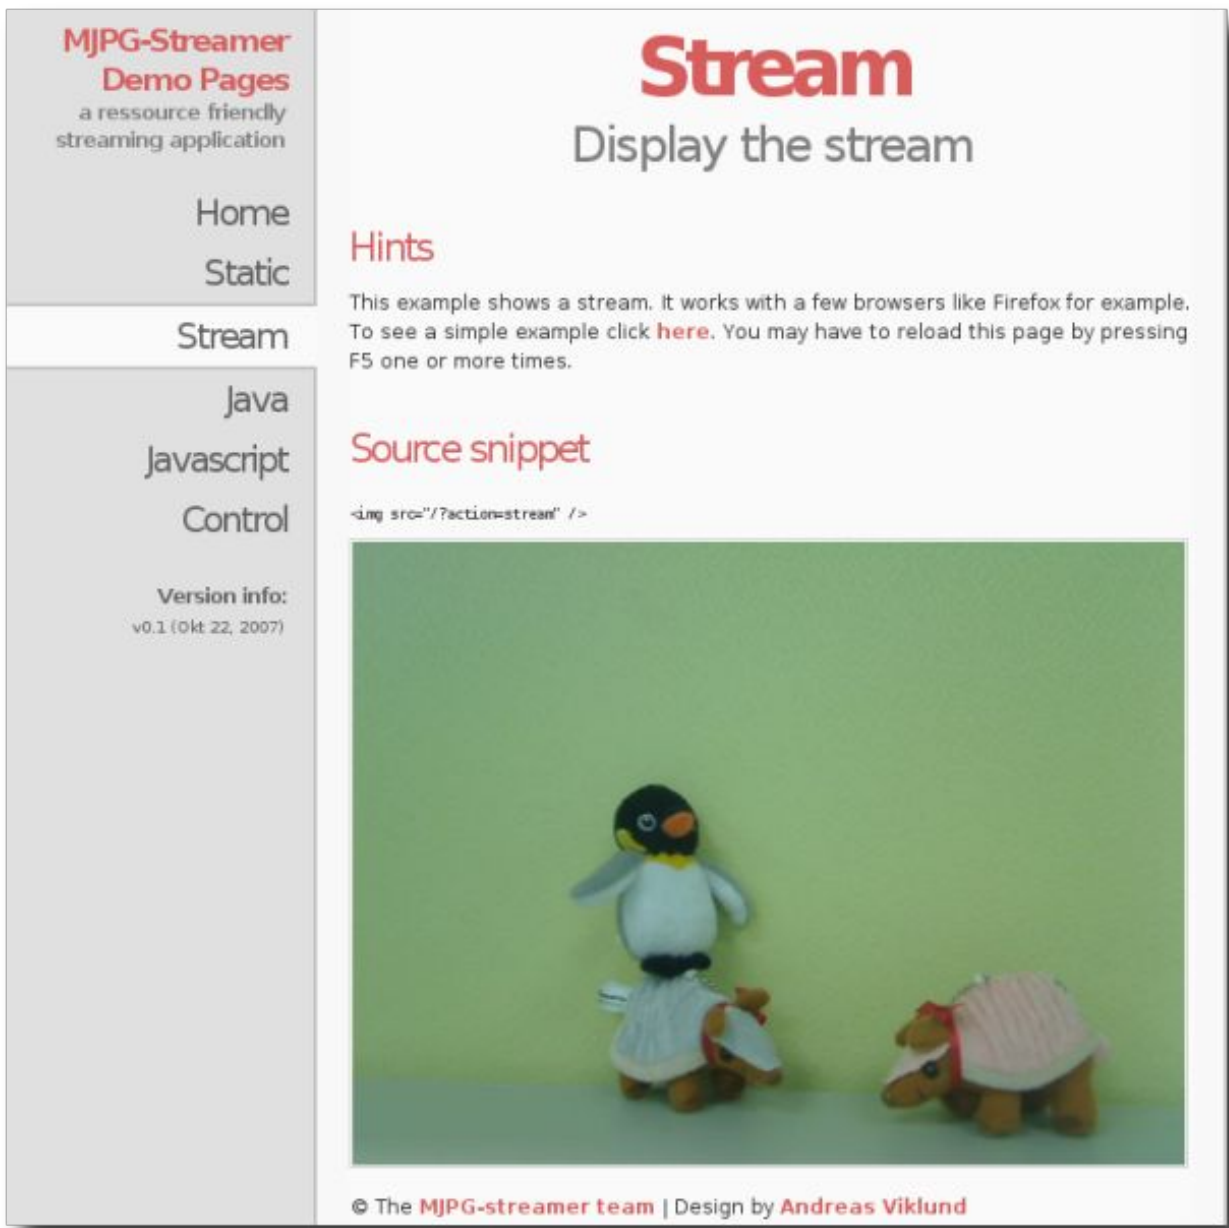 MJPG-Streamer
Demo Pages
a ressource friendly
streaming application
Home
Static
Stream
Java
Javascript
Control
Version info:
v0.1 (Okt 22, 2007)
Stream
Display the stream
Hints
This example shows a stream. It works with a few browsers like Firefox for example.
To see a simple example click here. You may have to reload this page by pressing
F5 one or more times.
Source snippet
<img src="/?action=stream" />
© The MJPG-streamer team | Design by Andreas Viklund